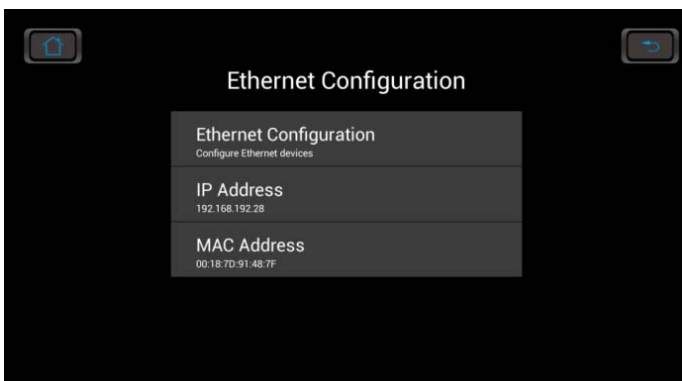 Ethernet Configuration
Ethernet Configuration
Configure Ethernet devices
IP Address
192.168.192.28
MAC Address
00:18:7D:91:48:7F